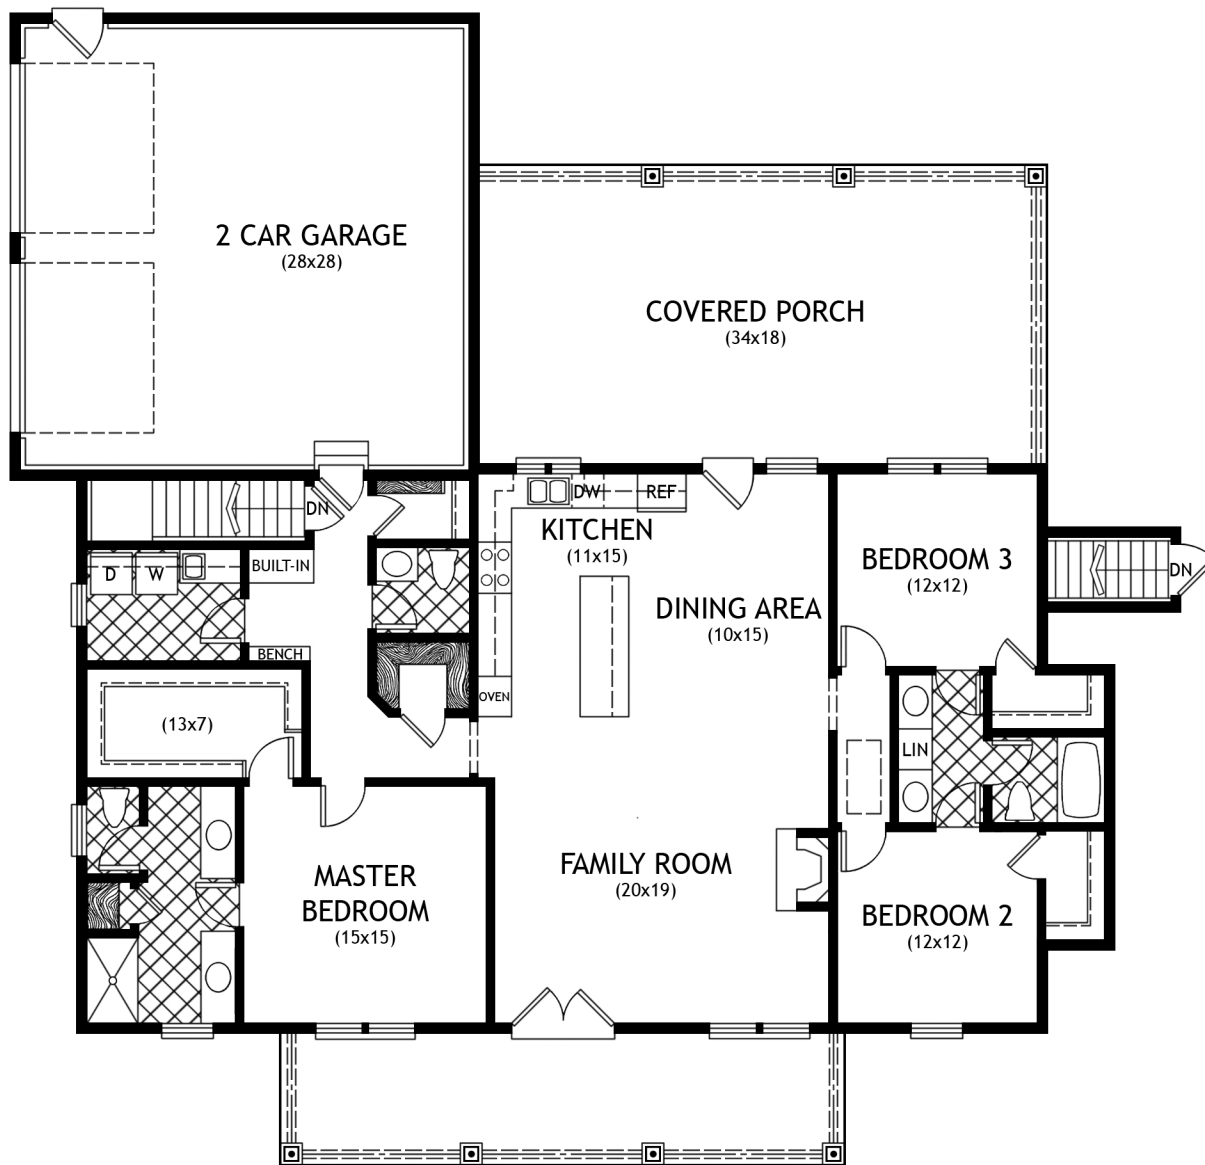 2 CAR GARAGE
(28x28)
COVERED PORCH
(34x18)
DN
DW
REF
KITCHEN
(11x15)
BUILT-IN
D
W
BEDROOM 3
(12x12)
DN
DINING AREA
(10x15)
BENCH
OVEN
(13x7)
LIN
MASTER
BEDROOM
(15x15)
FAMILY ROOM
(20x19)
BEDROOM 2
(12x12)